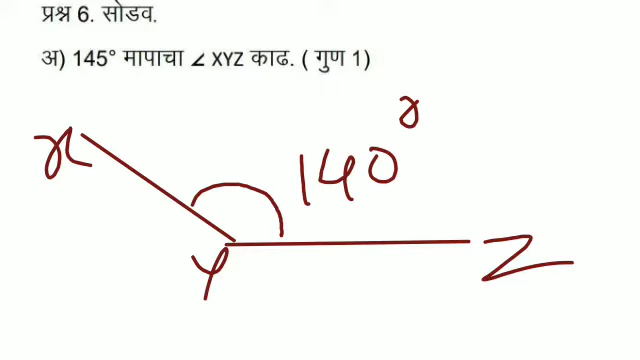 प्रश्न 6. सोडव.
अ) 145° मापाचा ∠ XYZ काढ. ( गुण 1)
x
140°
Y
Z